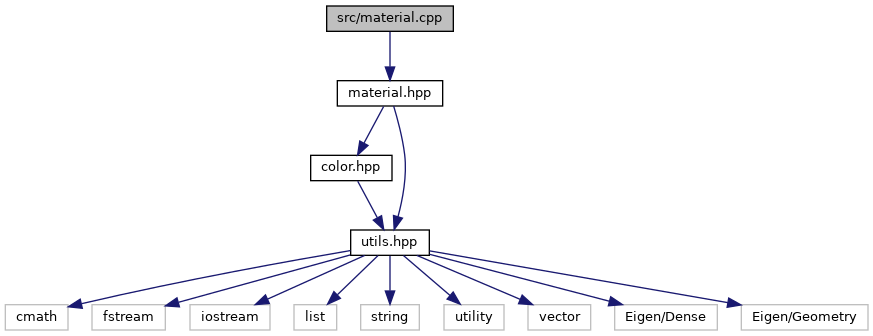 src/material.cpp
material.hpp
color.hpp
utils.hpp
cmath
fstream
iostream
list
string
utility
vector
Eigen/Dense
Eigen/Geometry